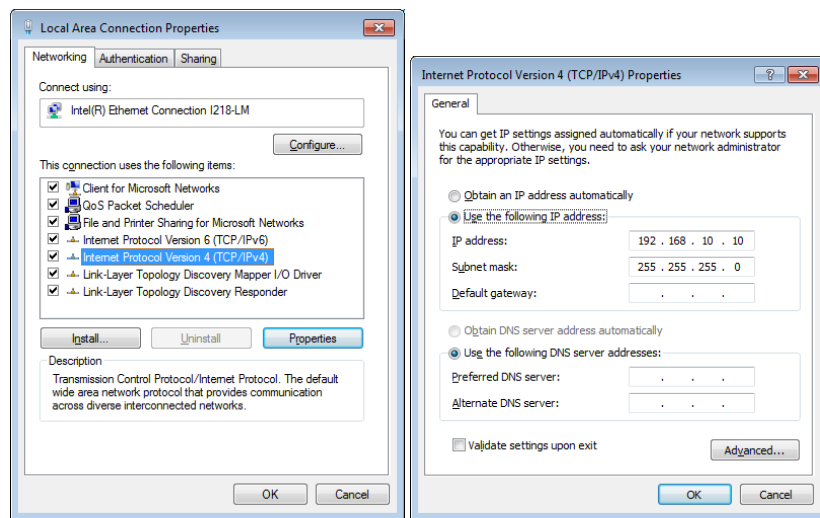 Local Area Connection Properties
Networking Authentication Sharing
Connect using:
Intel(R) Ethernet Connection I218-LM
Configure...
This connection uses the following items:
Client for Microsoft Networks
QoS Packet Scheduler
File and Printer Sharing for Microsoft Networks
Internet Protocol Version 6 (TCP/IPv6)
Internet Protocol Version 4 (TCP/IPv4)
Link-Layer Topology Discovery Mapper I/O Driver
Link-Layer Topology Discovery Responder
Install... Uninstall Properties
Description
Transmission Control Protocol/Internet Protocol. The default
wide area network protocol that provides communication
across diverse interconnected networks.
OK Cancel
Internet Protocol Version 4 (TCP/IPv4) Properties
General
You can get IP settings assigned automatically if your network supports
this capability. Otherwise, you need to ask your network administrator
for the appropriate IP settings.
Obtain an IP address automatically
Use the following IP address:
IP address: 192 . 168 . 10 . 10
Subnet mask: 255 . 255 . 255 . 0
Default gateway: . . .
Obtain DNS server address automatically
Use the following DNS server addresses:
Preferred DNS server: . . .
Alternate DNS server: . . .
Validate settings upon exit
Advanced...
OK Cancel